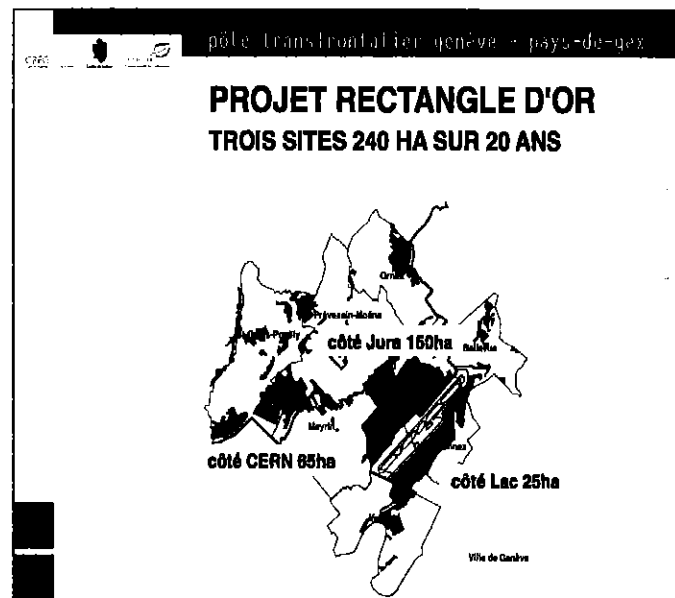 pôle transfrontalier genève - pays-de-gex
PROJET RECTANGLE D'OR
TROIS SITES 240 HA SUR 20 ANS
Ornex
Prévessin-Moëns
côté Jura 150ha
Bellevue
Meyrin
côté CERN 65ha
côté Lac 25ha
Ville de Genève